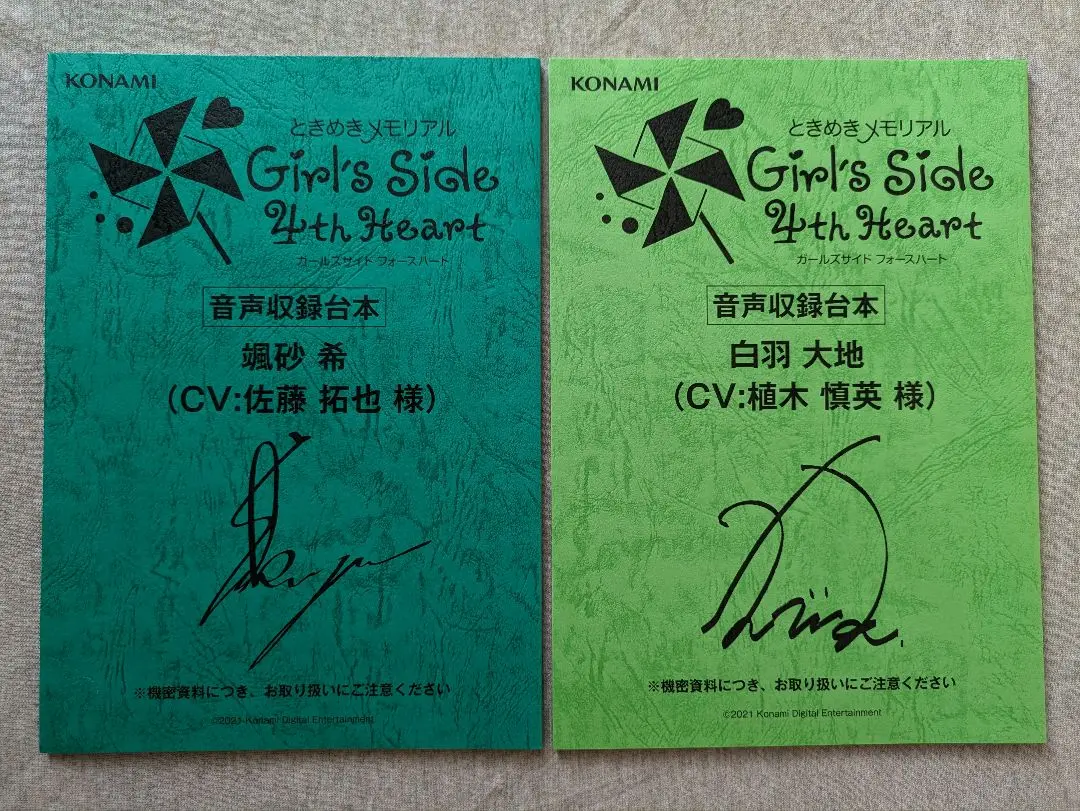 KONAMI
ときめきメモリアル
Girl's Side
4th Heart
ガールズサイド フォースハート
音声収録台本
颯砂 希
(CV:佐藤 拓也 様)
※機密資料につき、お取り扱いにご注意ください
©2021 Konami Digital Entertainment
KONAMI
ときめきメモリアル
Girl's Side
4th Heart
ガールズサイド フォースハート
音声収録台本
白羽 大地
(CV:植木 慎英 様)
※機密資料につき、お取り扱いにご注意ください
©2021 Konami Digital Entertainment